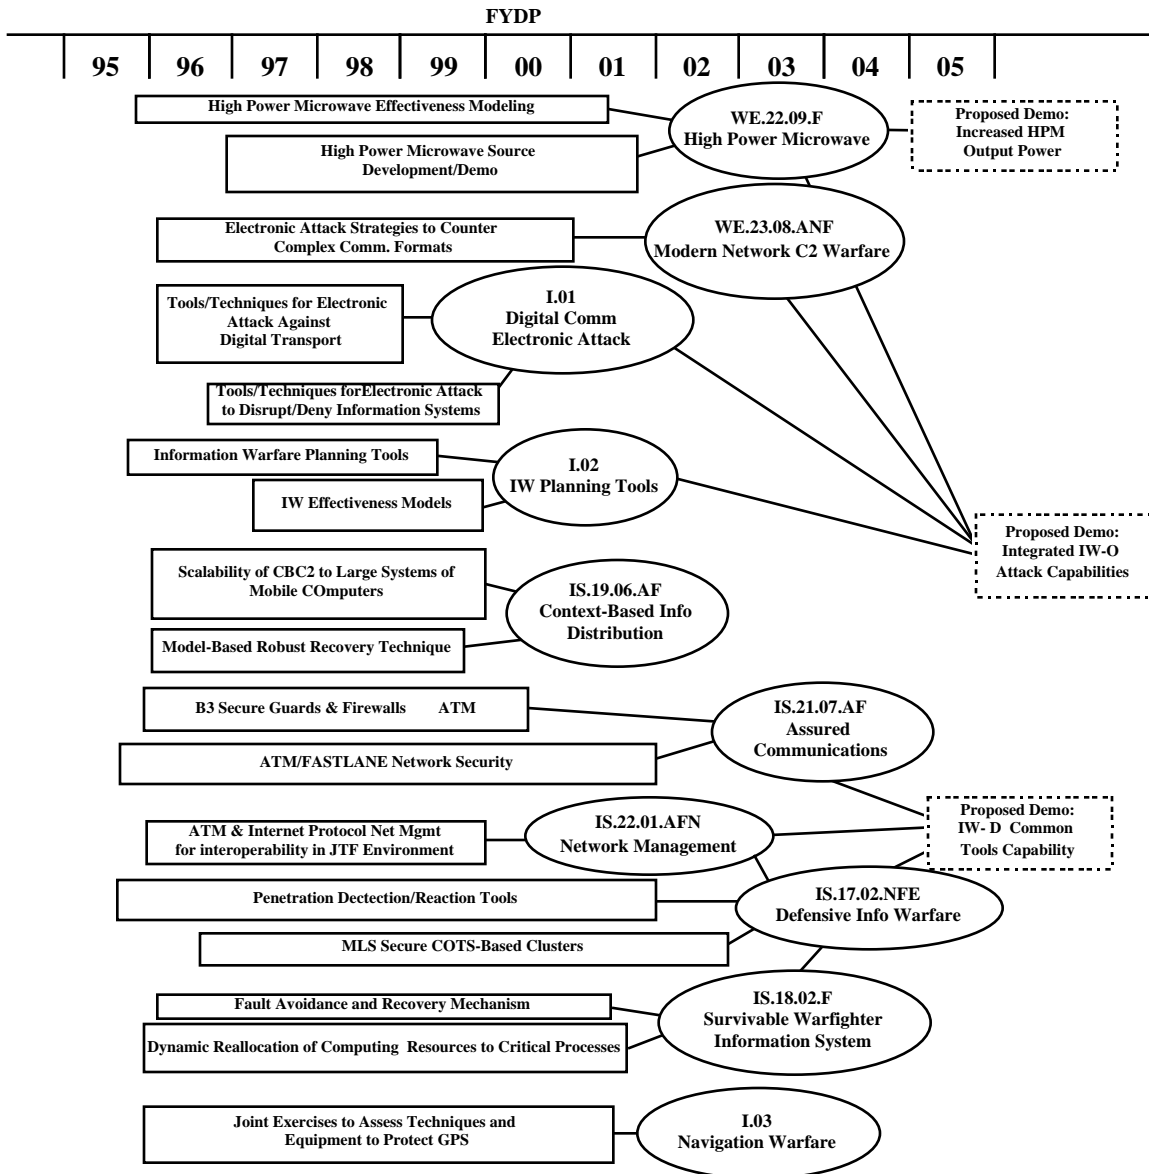 FYDP
95 96 97 98 99 00 01 02 03 04 05
High Power Microwave Effectiveness Modeling
WE.22.09.F
High Power Microwave
Proposed Demo:
Increased HPM
Output Power
High Power Microwave Source
Development/Demo
Electronic Attack Strategies to Counter
Complex Comm. Formats
WE.23.08.ANF
Modern Network C2 Warfare
Tools/Techniques for Electronic
Attack Against
Digital Transport
I.01
Digital Comm
Electronic Attack
Tools/Techniques forElectronic Attack
to Disrupt/Deny Information Systems
Information Warfare Planning Tools
I.02
IW Planning Tools
IW Effectiveness Models
Proposed Demo:
Integrated IW-O
Attack Capabilities
Scalability of CBC2 to Large Systems of
Mobile COmputers
IS.19.06.AF
Context-Based Info
Distribution
Model-Based Robust Recovery Technique
B3 Secure Guards & Firewalls ATM
IS.21.07.AF
Assured
Communications
ATM/FASTLANE Network Security
ATM & Internet Protocol Net Mgmt
for interoperability in JTF Environment
IS.22.01.AFN
Network Management
Proposed Demo:
IW- D Common
Tools Capability
Penetration Dectection/Reaction Tools
IS.17.02.NFE
Defensive Info Warfare
MLS Secure COTS-Based Clusters
Fault Avoidance and Recovery Mechanism
IS.18.02.F
Survivable Warfighter
Information System
Dynamic Reallocation of Computing Resources to Critical Processes
Joint Exercises to Assess Techniques and
Equipment to Protect GPS
I.03
Navigation Warfare